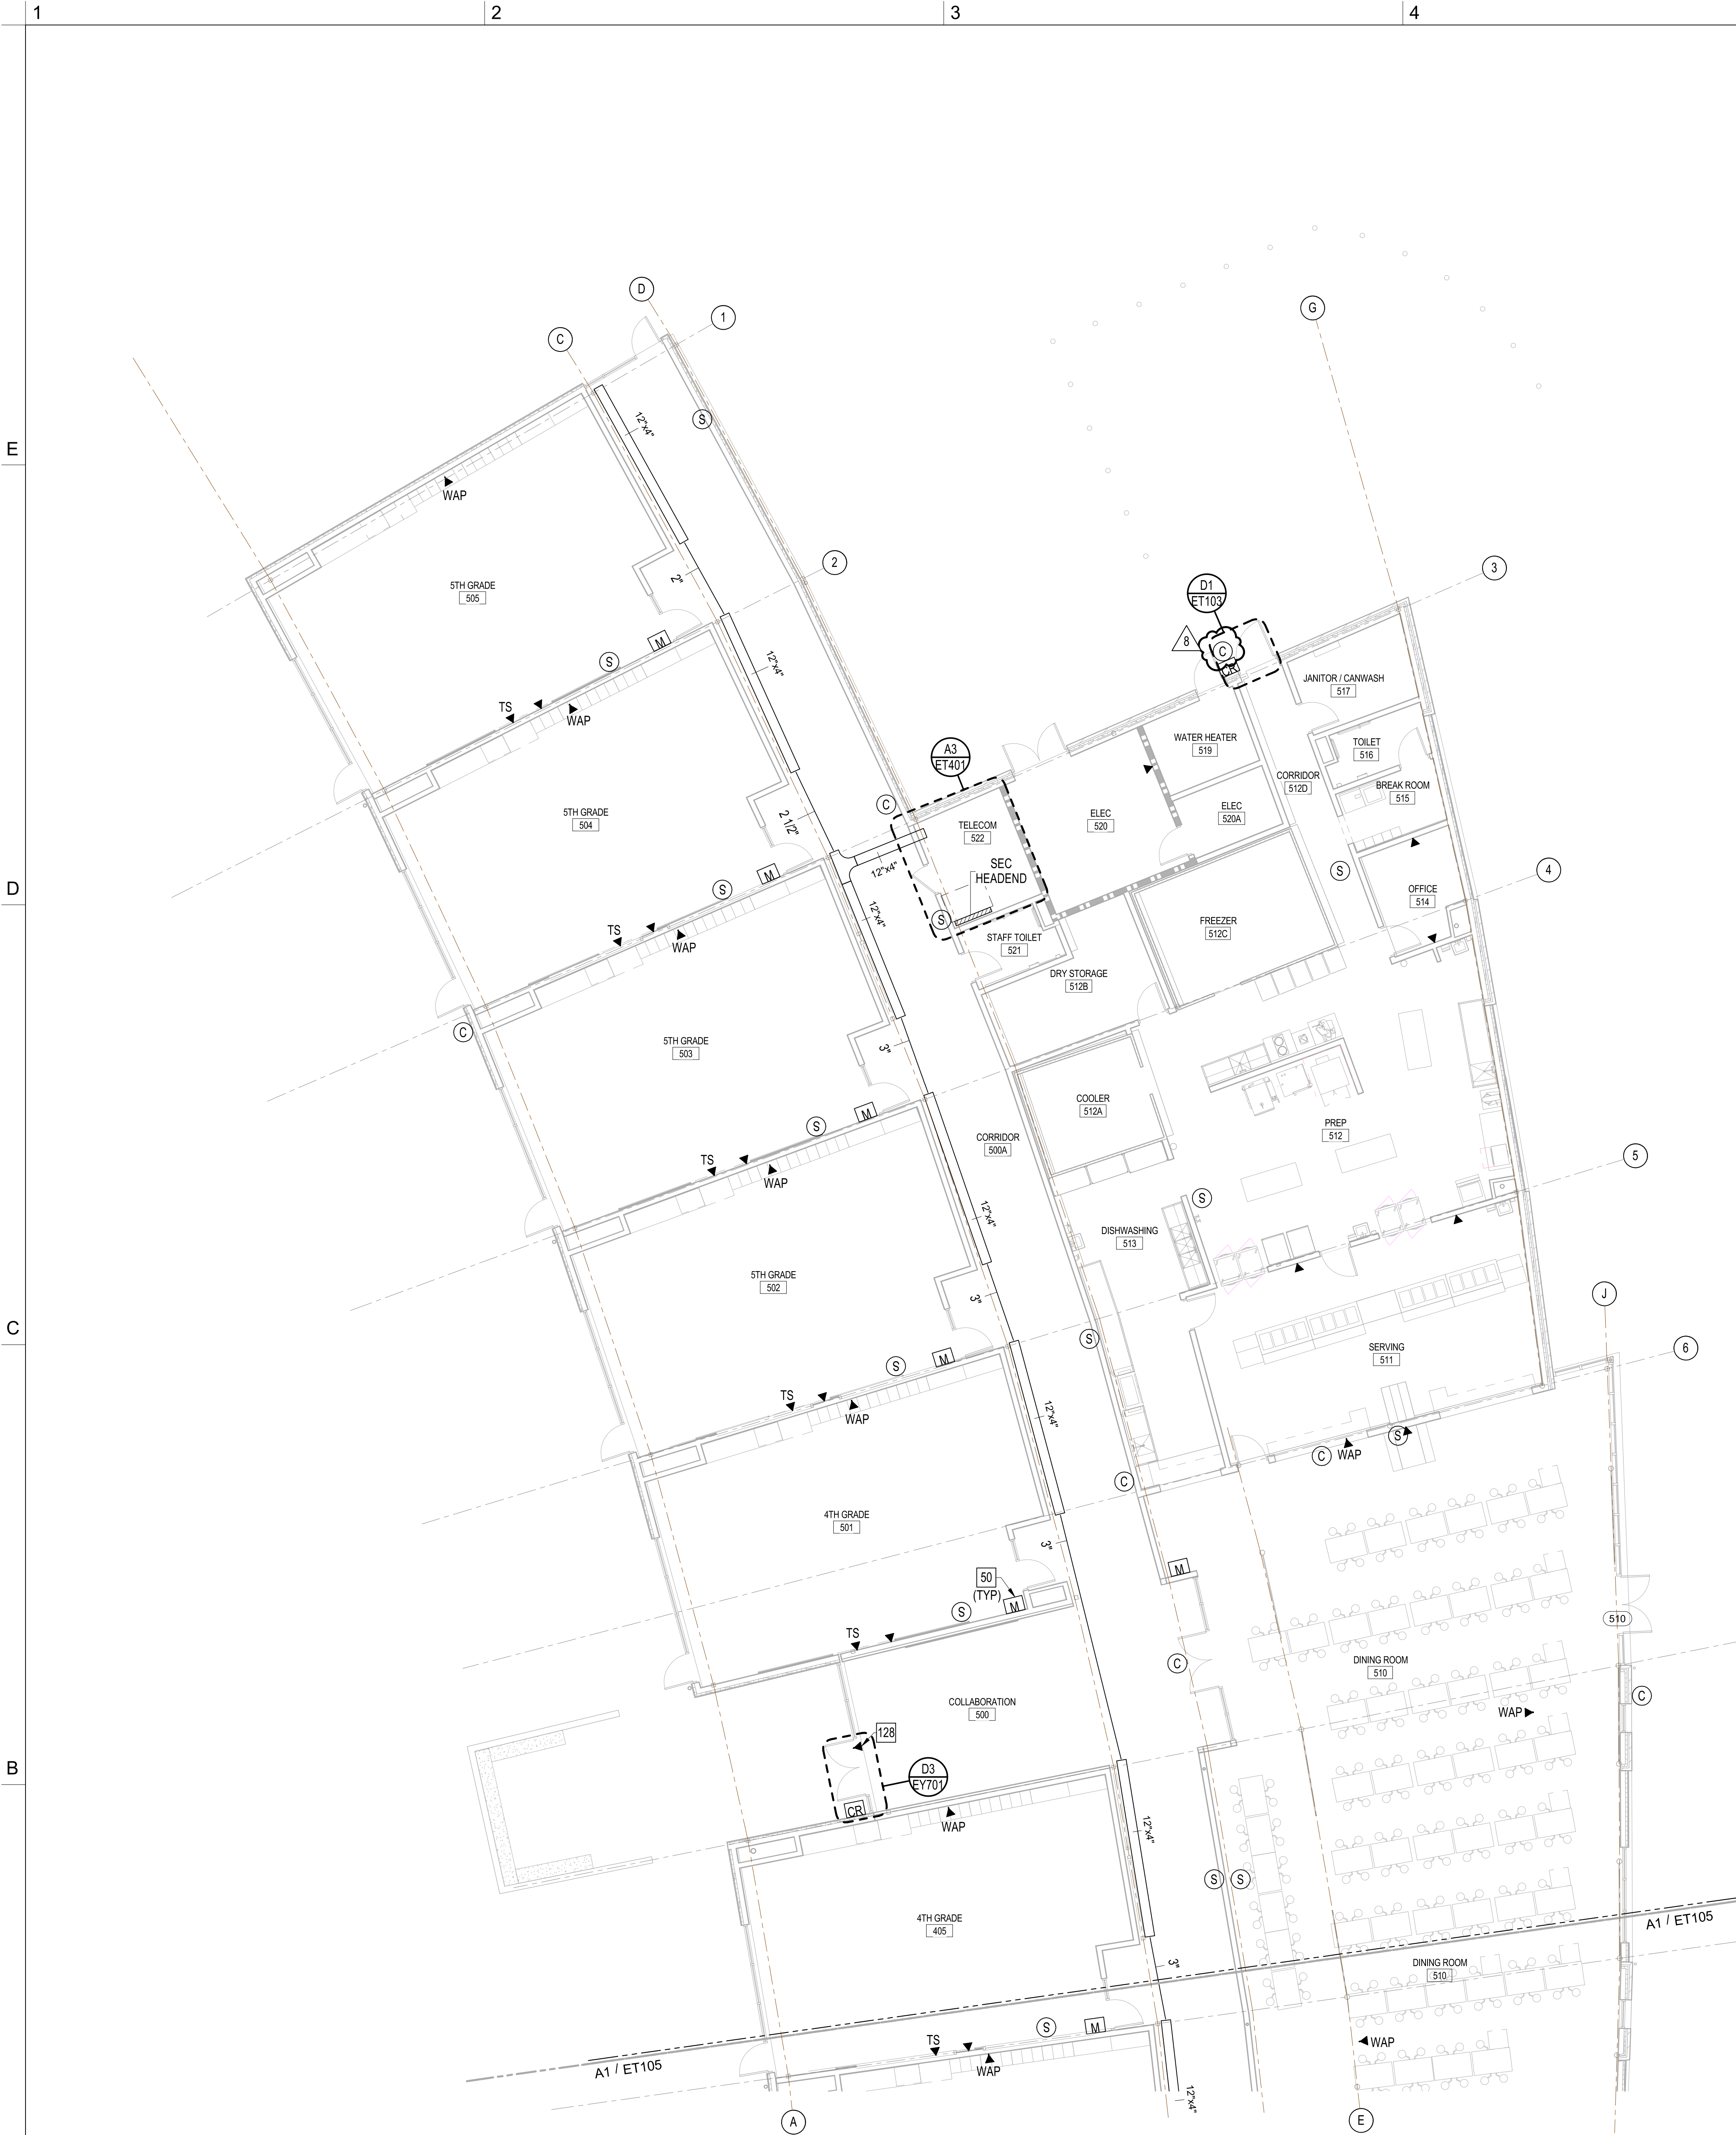 1
2
3
4
E
D
C
B
D
1
C
G
12"x4"
S
WAP
2
3
D1
ET103
8
C
CR
5TH GRADE
505
2"
M
S
12"x4"
TS
WAP
JANITOR / CANWASH
517
WATER HEATER
519
TOILET
516
A3
ET401
CORRIDOR
512D
BREAK ROOM
515
C
5TH GRADE
504
2 1/2"
TELECOM
522
ELEC
520
ELEC
520A
12"x4"
SEC
HEADEND
4
M
S
S
OFFICE
514
12"x4"
S
FREEZER
512C
TS
WAP
STAFF TOILET
521
DRY STORAGE
512B
C
5TH GRADE
503
3"
COOLER
512A
M
S
PREP
512
CORRIDOR
500A
5
TS
WAP
S
12"x4"
DISHWASHING
513
5TH GRADE
502
3"
J
S
SERVING
511
6
M
S
TS
WAP
12"x4"
S
C
WAP
C
4TH GRADE
501
3"
M
50
(TYP)
M
S
510
TS
C
DINING ROOM
510
C
COLLABORATION
500
WAP
128
D3
EY701
CR
WAP
12"x4"
S
S
4TH GRADE
405
A1 / ET105
3"
DINING ROOM
510
M
S
TS
WAP
WAP
A1 / ET105
12"x4"
A
E